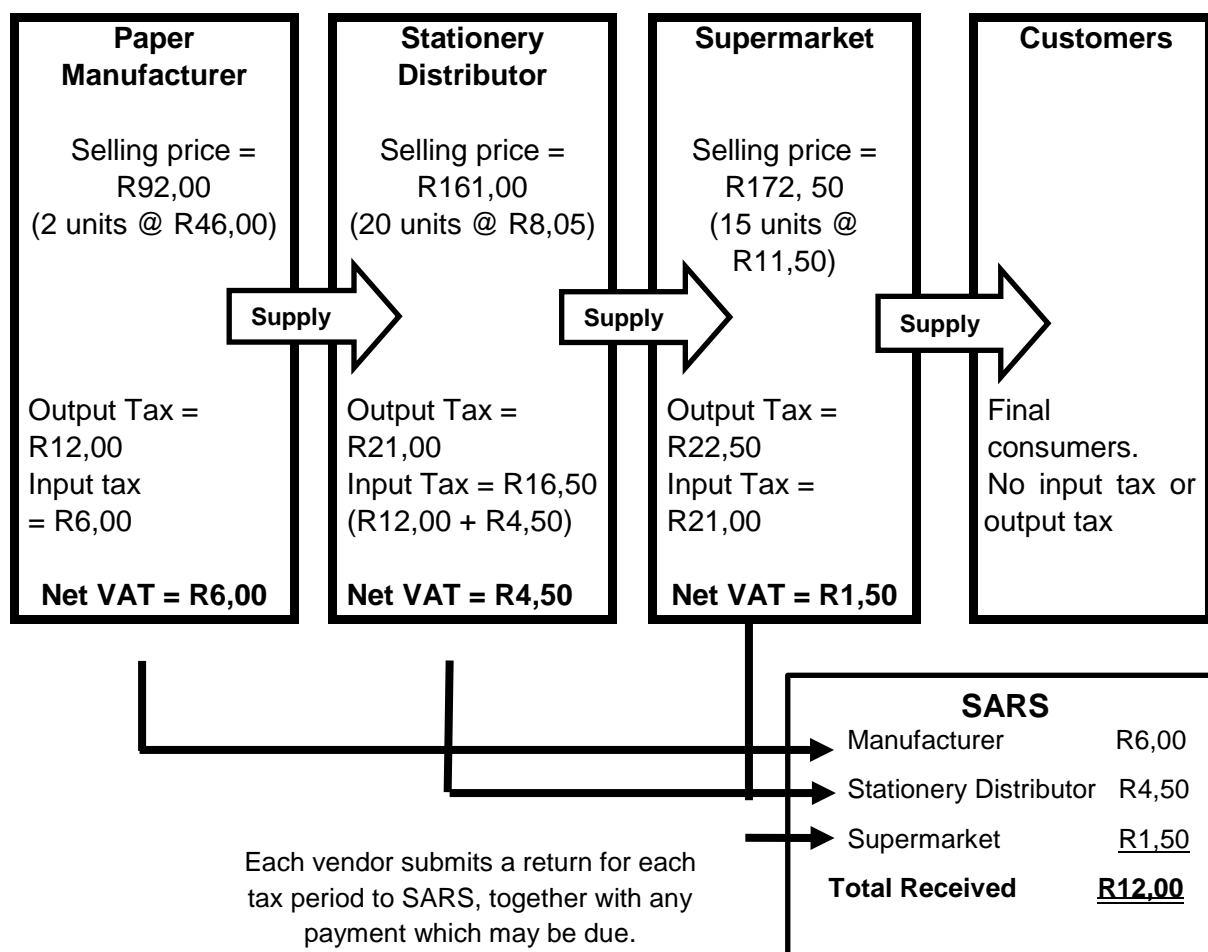 Paper
Manufacturer
Selling price =
R92,00
(2 units @ R46,00)
Supply
Output Tax =
R12,00
Input tax
= R6,00
Net VAT = R6,00
Stationery
Distributor
Selling price =
R161,00
(20 units @ R8,05)
Supply
Output Tax =
R21,00
Input Tax = R16,50
(R12,00 + R4,50)
Net VAT = R4,50
Supermarket
Selling price =
R172, 50
(15 units @
R11,50)
Supply
Output Tax =
R22,50
Input Tax =
R21,00
Net VAT = R1,50
Customers
Final
consumers.
No input tax or
output tax
SARS
Manufacturer R6,00
Stationery Distributor R4,50
Supermarket R1,50
Total Received R12,00
Each vendor submits a return for each
tax period to SARS, together with any
payment which may be due.